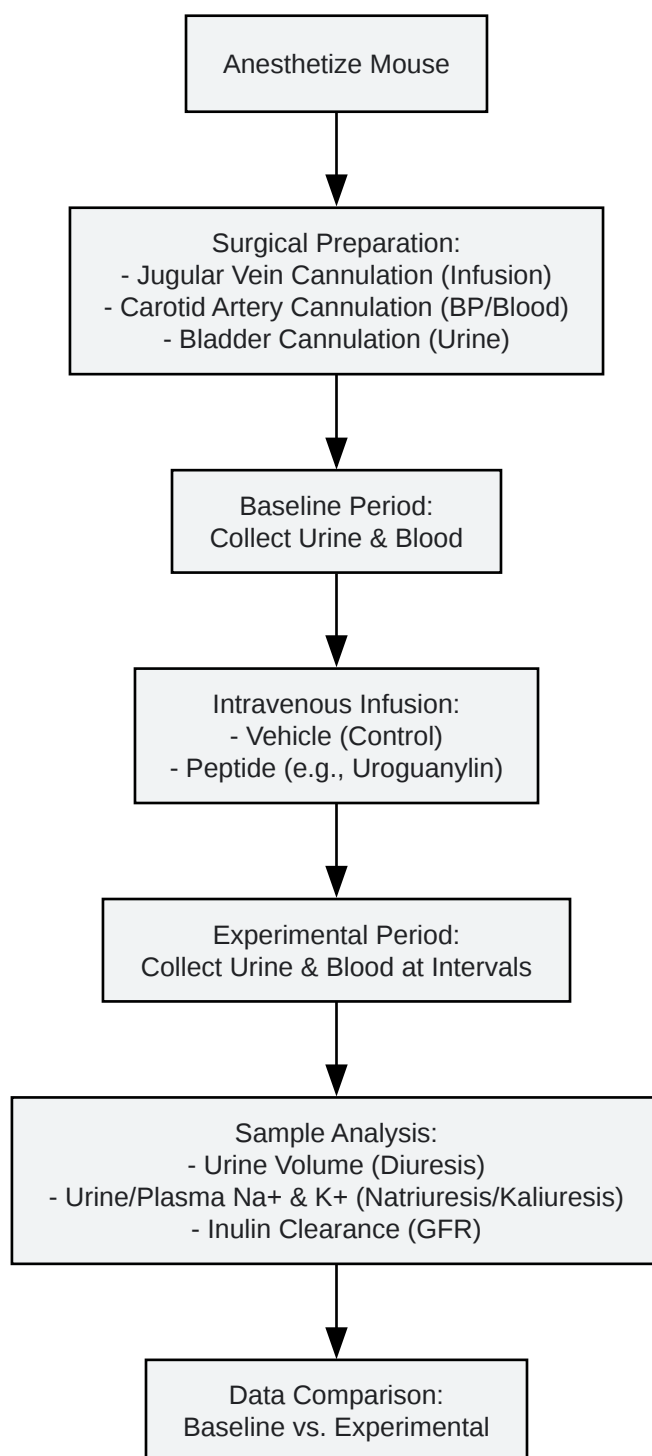 Anesthetize Mouse
Surgical Preparation:
- Jugular Vein Cannulation (Infusion)
- Carotid Artery Cannulation (BP/Blood)
- Bladder Cannulation (Urine)
Baseline Period:
Collect Urine & Blood
Intravenous Infusion:
- Vehicle (Control)
- Peptide (e.g., Uroguanylin)
Experimental Period:
Collect Urine & Blood at Intervals
Sample Analysis:
- Urine Volume (Diuresis)
- Urine/Plasma Na+ & K+ (Natriuresis/Kaliuresis)
- Inulin Clearance (GFR)
Data Comparison:
Baseline vs. Experimental